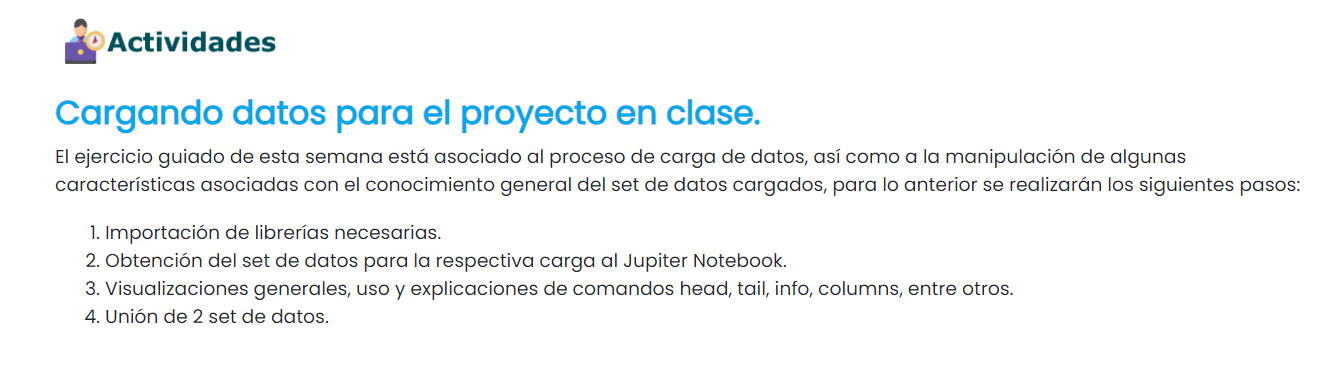 Actividades
Cargando datos para el proyecto en clase.
El ejercicio guiado de esta semana está asociado al proceso de carga de datos, así como a la manipulación de algunas
características asociadas con el conocimiento general del set de datos cargados, para lo anterior se realizarán los siguientes pasos:
1. Importación de librerías necesarias.
2. Obtención del set de datos para la respectiva carga al Jupiter Notebook.
3. Visualizaciones generales, uso y explicaciones de comandos head, tail, info, columns, entre otros.
4. Unión de 2 set de datos.